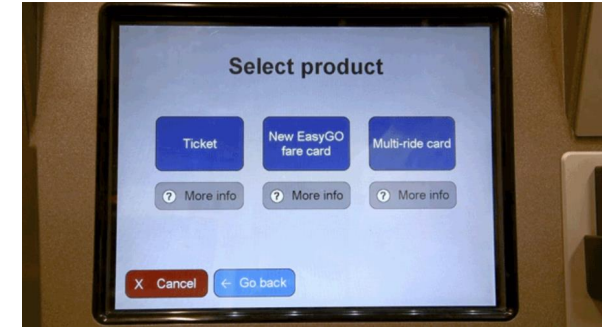 Select product
Ticket
New EasyGO
fare card
Multi-ride card
? More info
? More info
? More info
X Cancel
← Go back